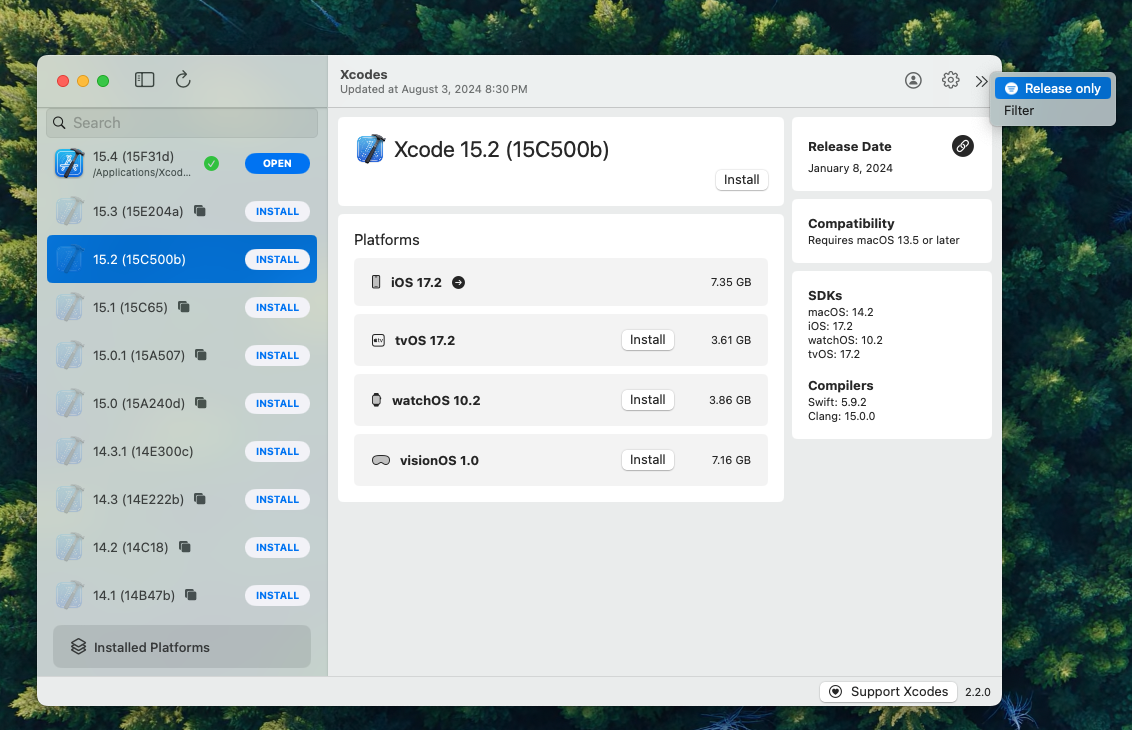 Xcodes
Updated at August 3, 2024 8:30 PM
Release only
Filter
Search
15.4 (15F31d)
/Applications/Xcod...
OPEN
15.3 (15E204a)
INSTALL
15.2 (15C500b)
INSTALL
15.1 (15C65)
INSTALL
15.0.1 (15A507)
INSTALL
15.0 (15A240d)
INSTALL
14.3.1 (14E300c)
INSTALL
14.3 (14E222b)
INSTALL
14.2 (14C18)
INSTALL
14.1 (14B47b)
INSTALL
Installed Platforms
Xcode 15.2 (15C500b)
Install
Platforms
iOS 17.2
7.35 GB
tv
tvOS 17.2
Install
3.61 GB
watchOS 10.2
Install
3.86 GB
visionOS 1.0
Install
7.16 GB
Release Date
January 8, 2024
Compatibility
Requires macOS 13.5 or later
SDKs
macOS: 14.2
iOS: 17.2
watchOS: 10.2
tvOS: 17.2
Compilers
Swift: 5.9.2
Clang: 15.0.0
Support Xcodes
2.2.0